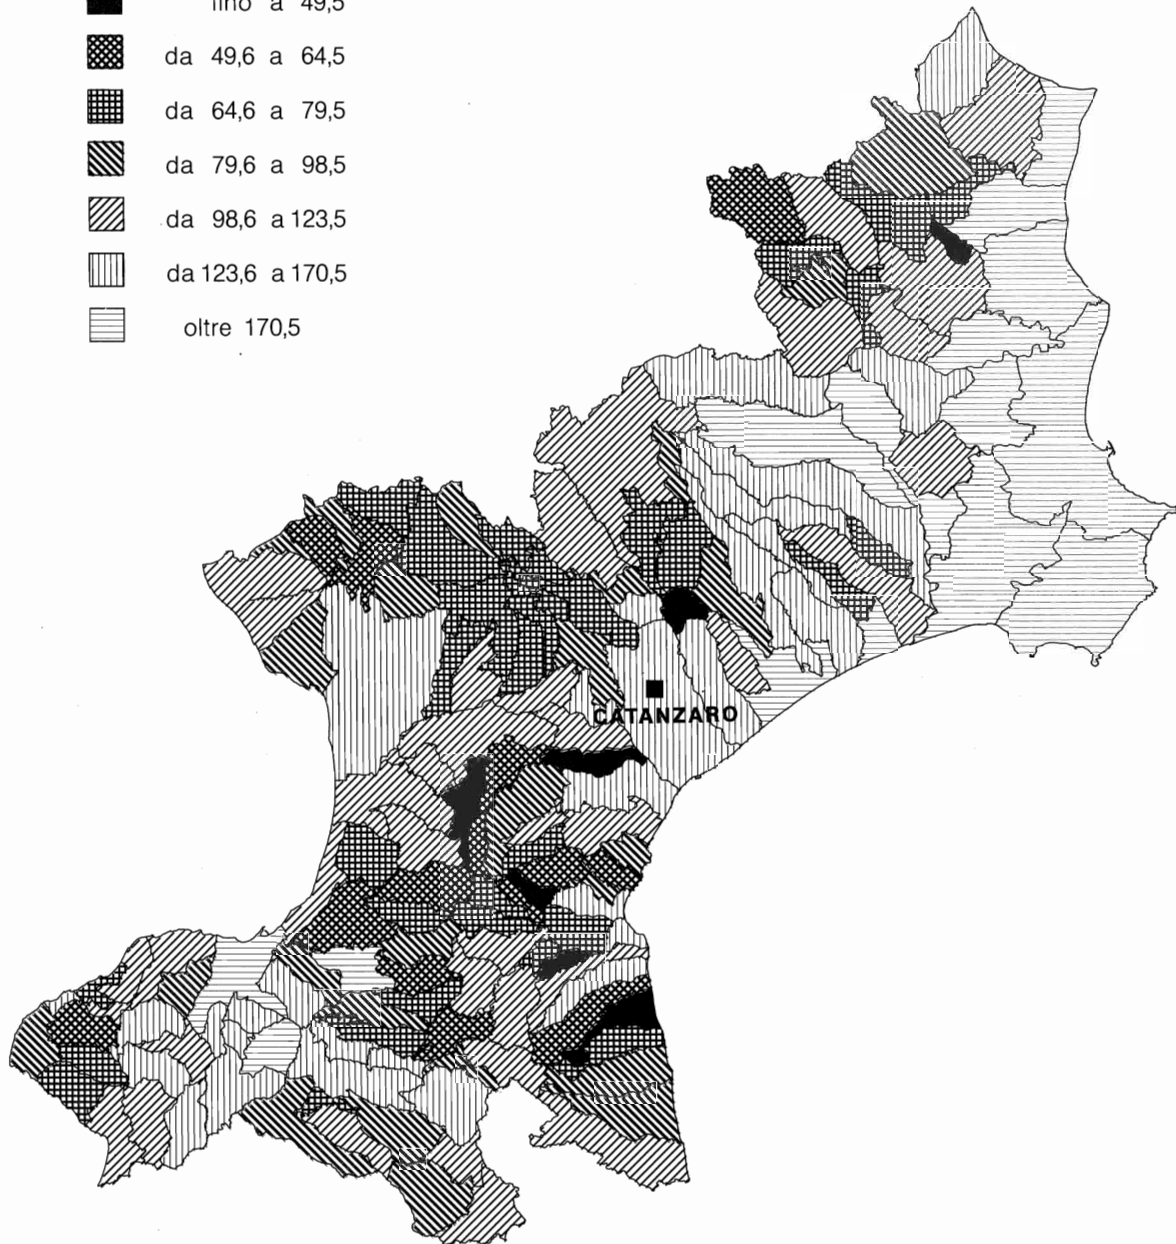 fino a 49,5
da 49,6 a 64,5
da 64,6 a 79,5
da 79,6 a 98,5
da 98,6 a 123,5
da 123,6 a 170,5
oltre 170,5
CATANZARO